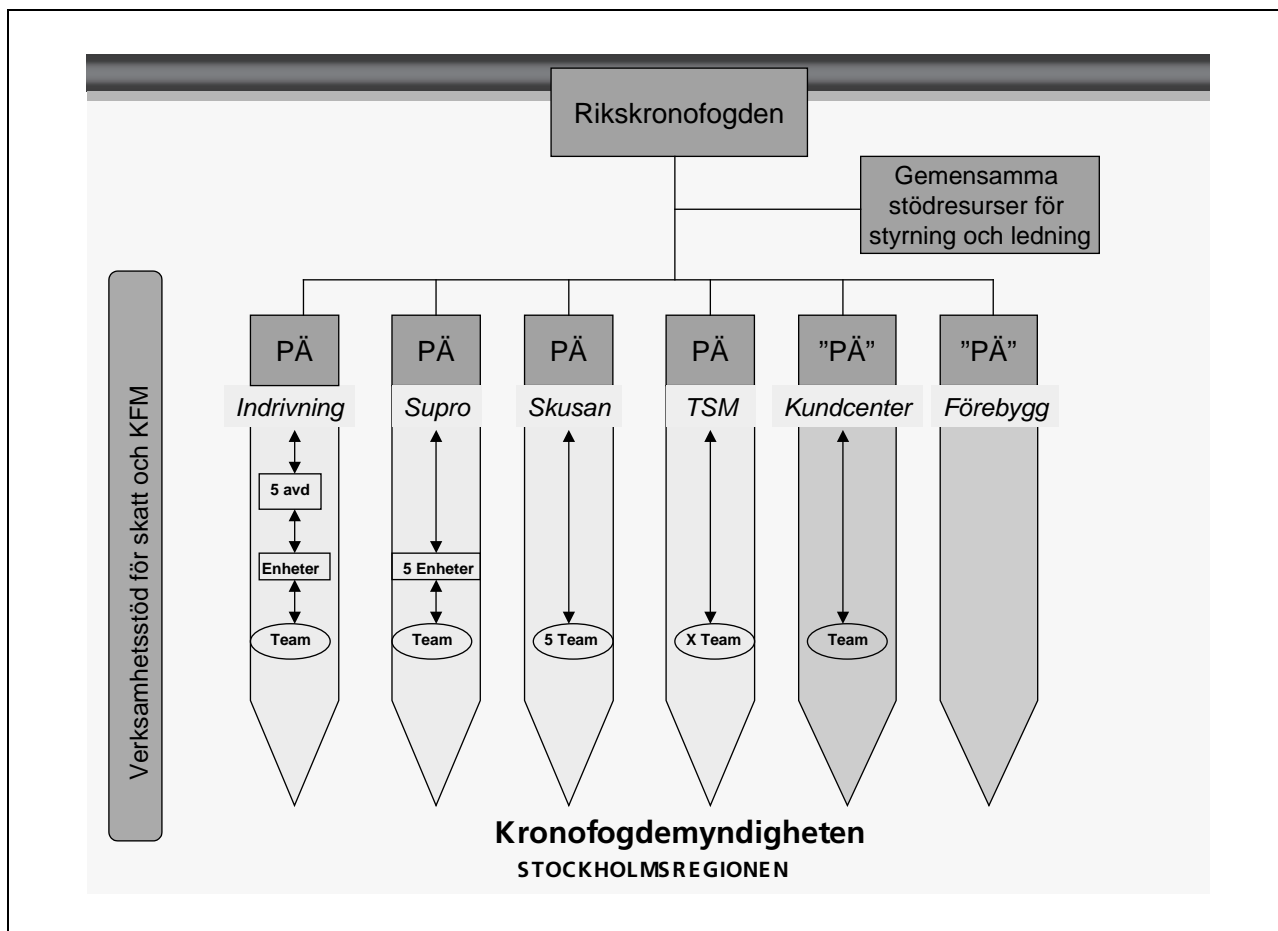 Rikskronofogden
Gemensamma
stödresurser för
styrning och ledning
Verksamhetsstöd för skatt och KFM
PÄ
PÄ
PÄ
PÄ
”PÄ”
”PÄ”
Indrivning
Supro
Skusan
TSM
Kundcenter
Förebygg
5 avd
Enheter
5 Enheter
Team
Team
5 Team
X Team
Team
Kronofogdemyndigheten
STOCKHOLMSREGIONEN